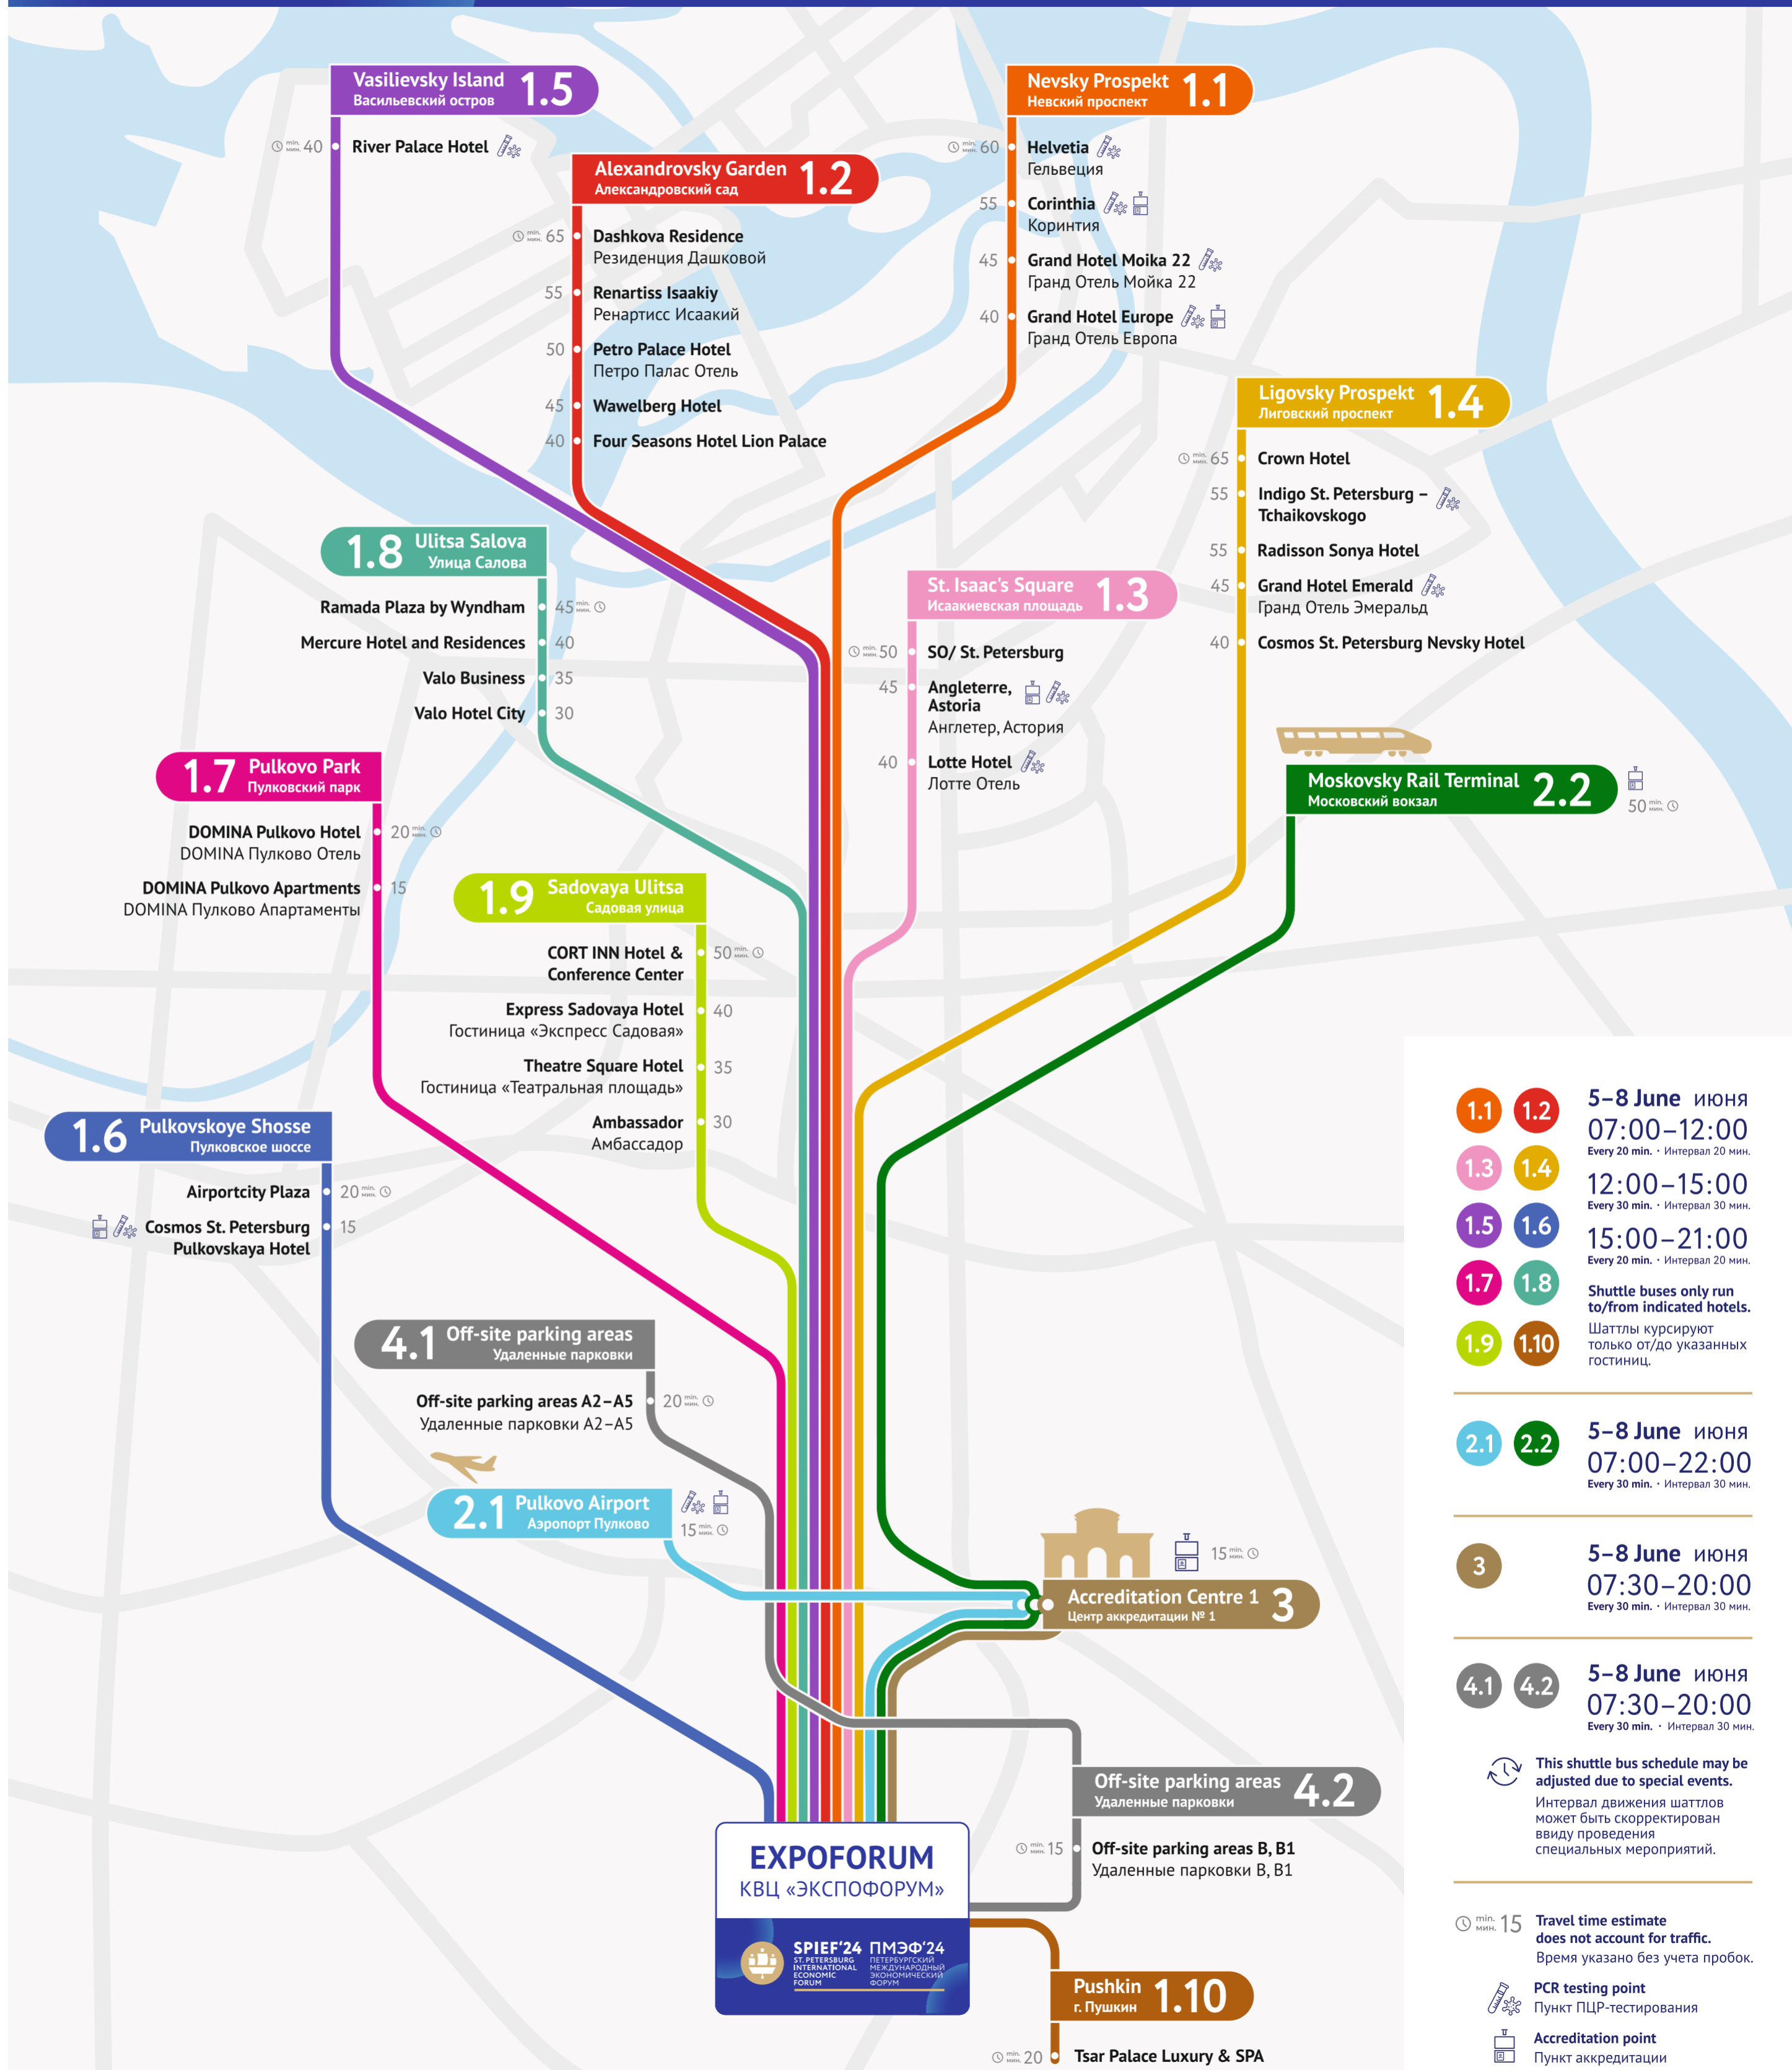 Vasilievsky Island 1.5
Васильевский остров
min. мин. 40 River Palace Hotel
Alexandrovsky Garden 1.2
Александровский сад
min. мин. 65 Dashkova Residence
Резиденция Дашковой
55 Renartiss Isaakiy
Ренартисс Исаакий
50 Petro Palace Hotel
Петро Палас Отель
45 Wawelberg Hotel
40 Four Seasons Hotel Lion Palace
Nevsky Prospekt 1.1
Невский проспект
min. мин. 60 Helvetia
Гельвеция
55 Corinthia
Коринтия
45 Grand Hotel Moika 22
Гранд Отель Мойка 22
40 Grand Hotel Europe
Гранд Отель Европа
Ligovsky Prospekt 1.4
Лиговский проспект
min. мин. 65 Crown Hotel
55 Indigo St. Petersburg –
Tchaikovskogo
55 Radisson Sonya Hotel
45 Grand Hotel Emerald
Гранд Отель Эмеральд
40 Cosmos St. Petersburg Nevsky Hotel
1.8 Ulitsa Salova
Улица Салова
Ramada Plaza by Wyndham 45 min. мин.
Mercure Hotel and Residences 40
Valo Business 35
Valo Hotel City 30
St. Isaac's Square 1.3
Исаакиевская площадь
min. мин. 50 SO/ St. Petersburg
45 Angleterre,
Astoria
Англетер, Астория
40 Lotte Hotel
Лотте Отель
Moskovsky Rail Terminal 2.2
Московский вокзал
50 min. мин.
1.7 Pulkovo Park
Пулковский парк
DOMINA Pulkovo Hotel 20 min. мин.
DOMINA Пулково Отель
DOMINA Pulkovo Apartments 15
DOMINA Пулково Апартаменты
1.9 Sadovaya Ulitsa
Садовая улица
CORT INN Hotel & 50 min. мин.
Conference Center
Express Sadovaya Hotel 40
Гостиница «Экспресс Садовая»
Theatre Square Hotel 35
Гостиница «Театральная площадь»
Ambassador 30
Амбассадор
1.6 Pulkovskoye Shosse
Пулковское шоссе
Airportcity Plaza 20 min. мин.
Cosmos St. Petersburg 15
Pulkovskaya Hotel
4.1 Off-site parking areas
Удаленные парковки
Off-site parking areas A2–A5 20 min. мин.
Удаленные парковки A2–A5
2.1 Pulkovo Airport
Аэропорт Пулково
15 min. мин.
15 min. мин.
Accreditation Centre 1 3
Центр аккредитации № 1
Off-site parking areas 4.2
Удаленные парковки
min. мин. 15 Off-site parking areas B, B1
Удаленные парковки B, B1
EXPOFORUM
КВЦ «ЭКСПОФОРУМ»
SPIEF'24 ПМЭФ'24
ST. PETERSBURG ПЕТЕРБУРГСКИЙ
INTERNATIONAL МЕЖДУНАРОДНЫЙ
ECONOMIC ЭКОНОМИЧЕСКИЙ
FORUM ФОРУМ
Pushkin 1.10
г. Пушкин
min. мин. 20 Tsar Palace Luxury & SPA
1.1 1.2
1.3 1.4
1.5 1.6
1.7 1.8
1.9 1.10
5–8 June июня
07:00–12:00
Every 20 min. · Интервал 20 мин.
12:00–15:00
Every 30 min. · Интервал 30 мин.
15:00–21:00
Every 20 min. · Интервал 20 мин.
Shuttle buses only run
to/from indicated hotels.
Шаттлы курсируют
только от/до указанных
гостиниц.
2.1 2.2
5–8 June июня
07:00–22:00
Every 30 min. · Интервал 30 мин.
3
5–8 June июня
07:30–20:00
Every 30 min. · Интервал 30 мин.
4.1 4.2
5–8 June июня
07:30–20:00
Every 30 min. · Интервал 30 мин.
This shuttle bus schedule may be
adjusted due to special events.
Интервал движения шаттлов
может быть скорректирован
ввиду проведения
специальных мероприятий.
min. мин. 15 Travel time estimate
does not account for traffic.
Время указано без учета пробок.
PCR testing point
Пункт ПЦР-тестирования
Accreditation point
Пункт аккредитации